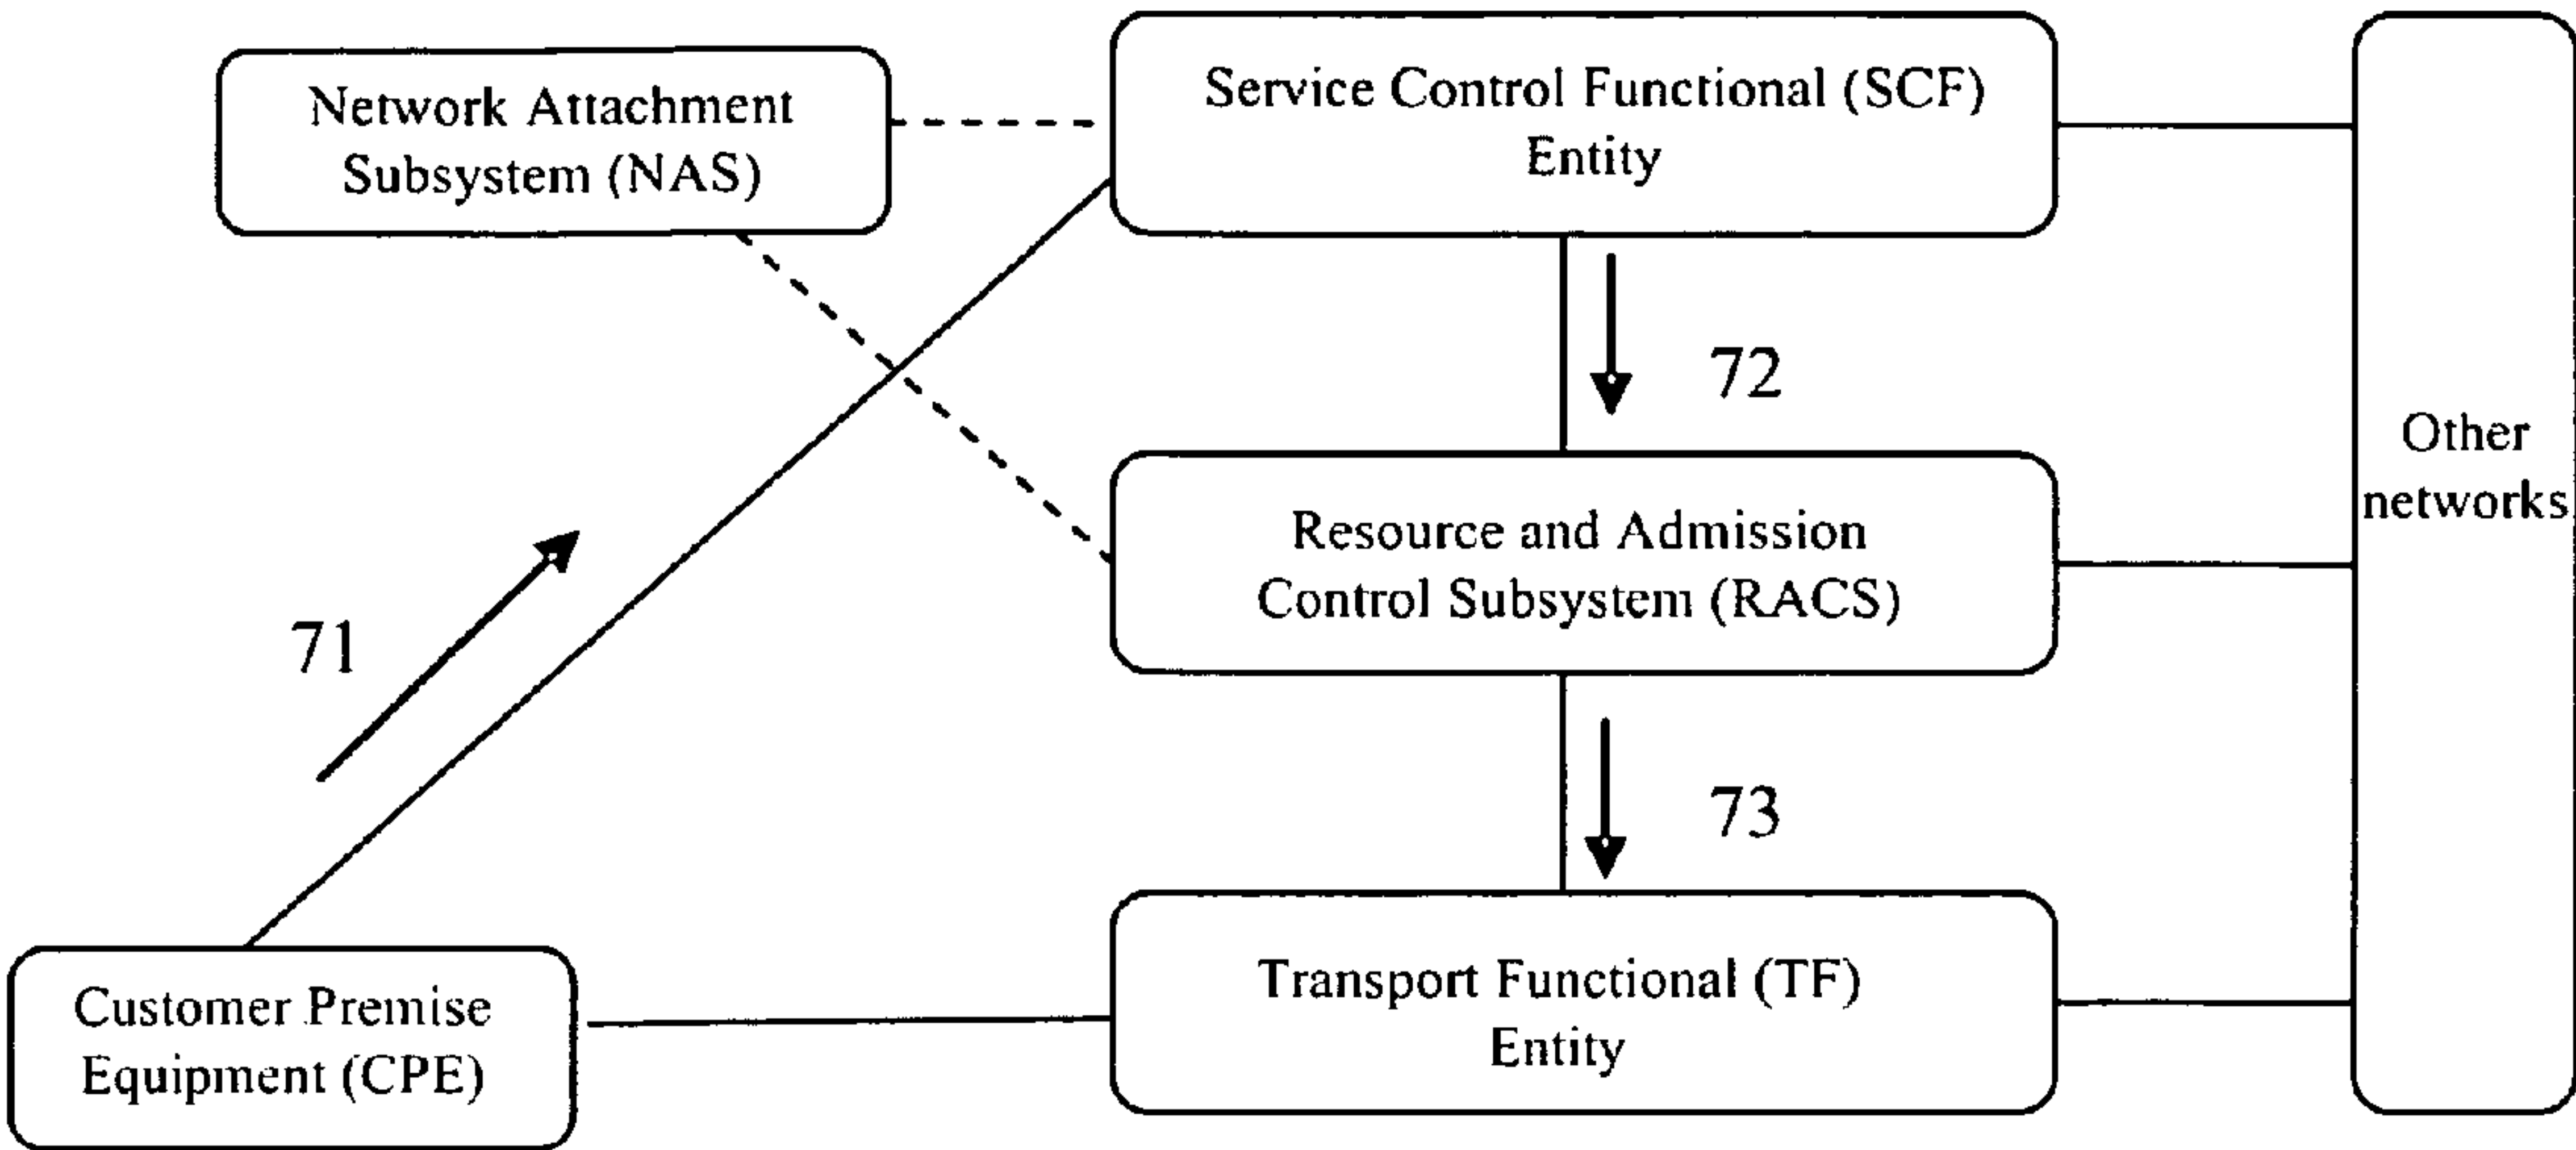 Network Attachment
Subsystem (NAS)
Service Control Functional (SCF)
Entity
Other
networks
72
Resource and Admission
Control Subsystem (RACS)
71
73
Customer Premise
Equipment (CPE)
Transport Functional (TF)
Entity